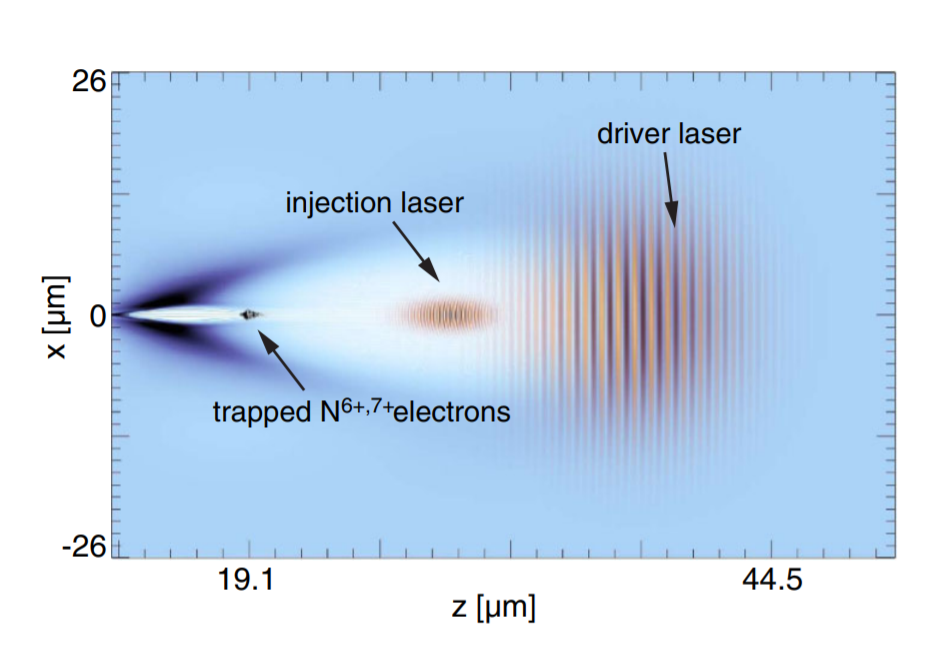 26
driver laser
injection laser
x [μm]
0
trapped N6+,7+electrons
-26
19.1
44.5
z [μm]